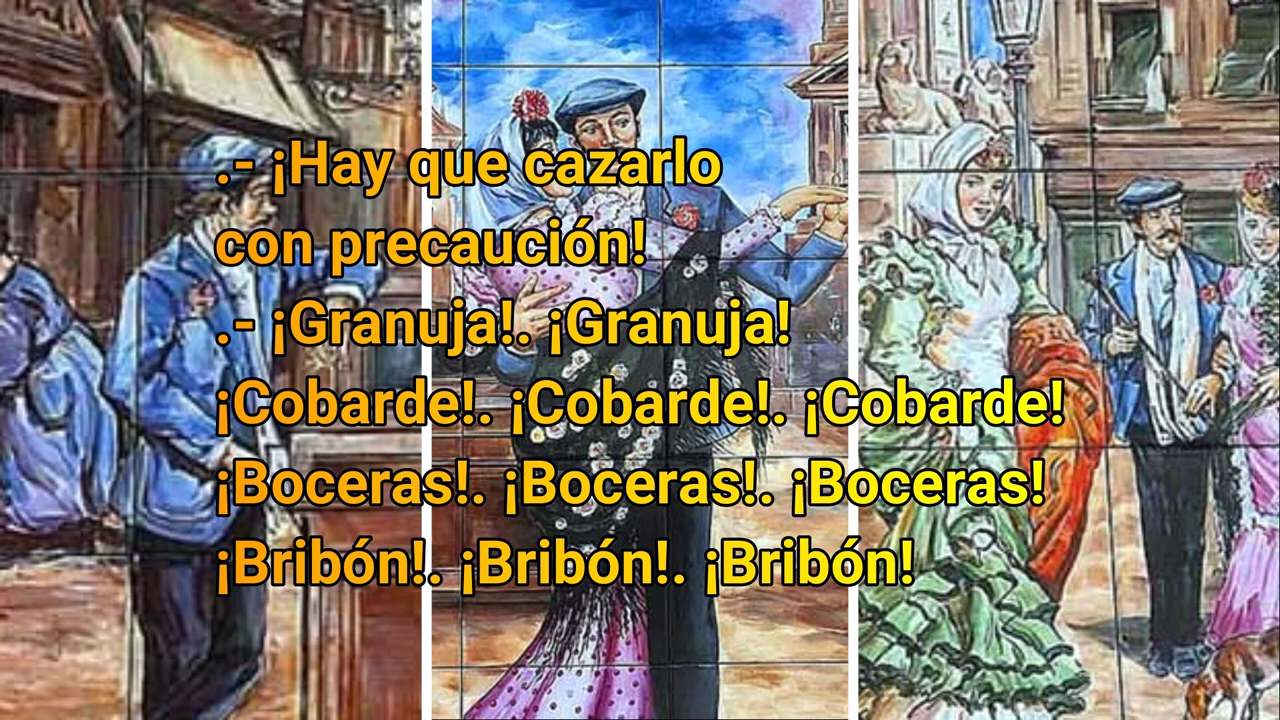 .- ¡Hay que cazarlo
con precaución!
.- ¡Granuja!. ¡Granuja!
¡Cobarde!. ¡Cobarde!. ¡Cobarde!
¡Boceras!. ¡Boceras!. ¡Boceras!
¡Bribón!. ¡Bribón!. ¡Bribón!